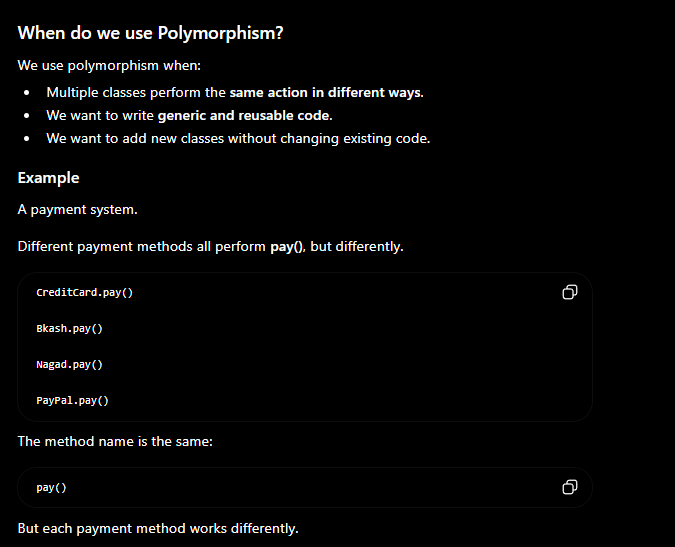 When do we use Polymorphism?
We use polymorphism when:
• Multiple classes perform the same action in different ways.
• We want to write generic and reusable code.
• We want to add new classes without changing existing code.
Example
A payment system.
Different payment methods all perform pay(), but differently.
CreditCard.pay()
Bkash.pay()
Nagad.pay()
PayPal.pay()
The method name is the same:
pay()
But each payment method works differently.